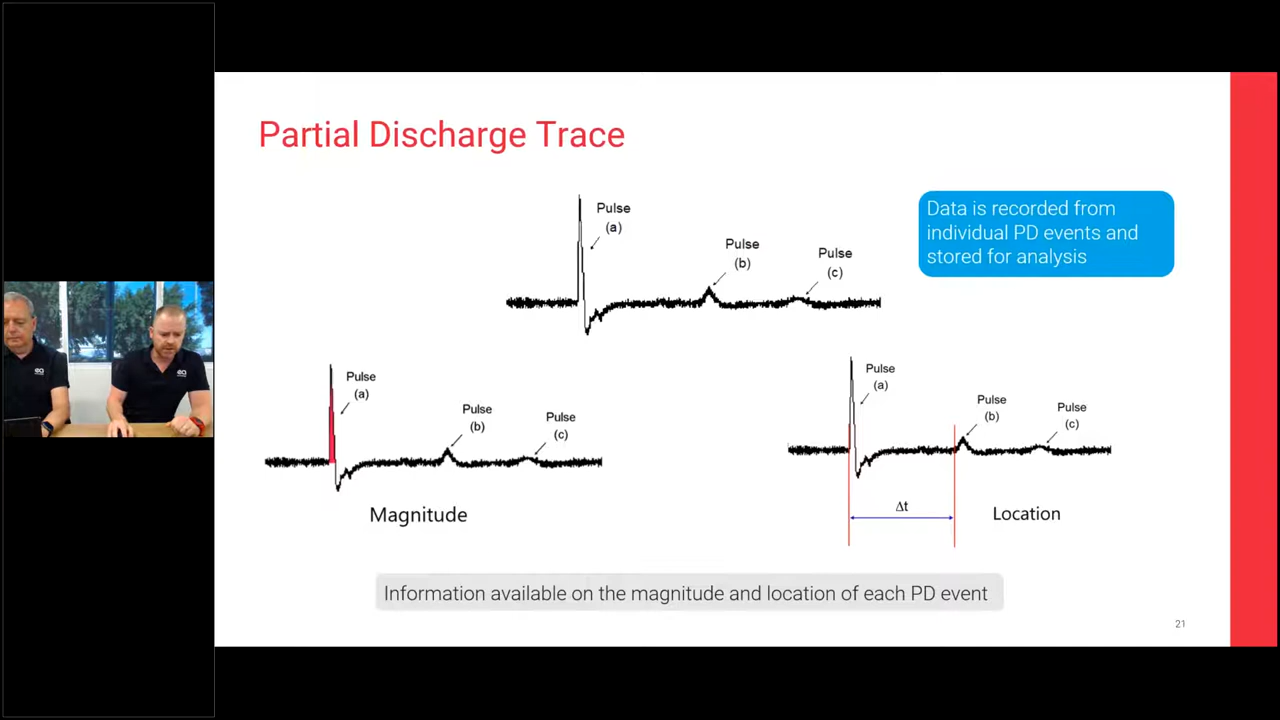 Partial Discharge Trace
Pulse
(a)
Pulse
(b)
Pulse
(c)
Data is recorded from
individual PD events and
stored for analysis
Pulse
(a)
Pulse
(b)
Pulse
(c)
Magnitude
Pulse
(a)
Pulse
(b)
Pulse
(c)
Δt
Location
Information available on the magnitude and location of each PD event
21
ea
ea